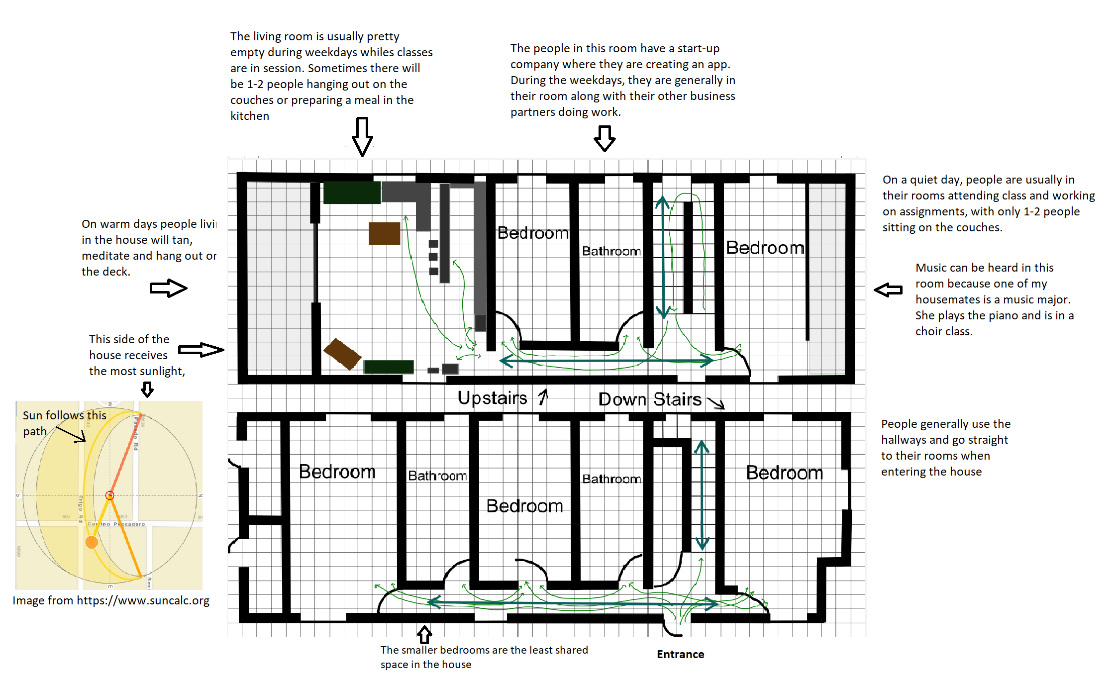 The living room is usually pretty
empty during weekdays whiles classes
are in session. Sometimes there will
be 1-2 people hanging out on the
couches or preparing a meal in the
kitchen
The people in this room have a start-up
company where they are creating an app.
During the weekdays, they are generally in
their room along with their other business
partners doing work.
On a quiet day, people are usually in
their rooms attending class and working
on assignments, with only 1-2 people
sitting on the couches.
On warm days people livi
in the house will tan,
meditate and hang out or
the deck.
Music can be heard in this
room because one of my
housemates is a music major.
She plays the piano and is in a
choir class.
This side of the
house receives
the most sunlight,
Bedroom
Bathroom
Bedroom
Upstairs
Down Stairs
Sun follows this
path
Image from https://www.suncalc.org
Bedroom
Bathroom
Bedroom
Bathroom
Bedroom
People generally use the
hallways and go straight
to their rooms when
entering the house
The smaller bedrooms are the least shared
space in the house
Entrance